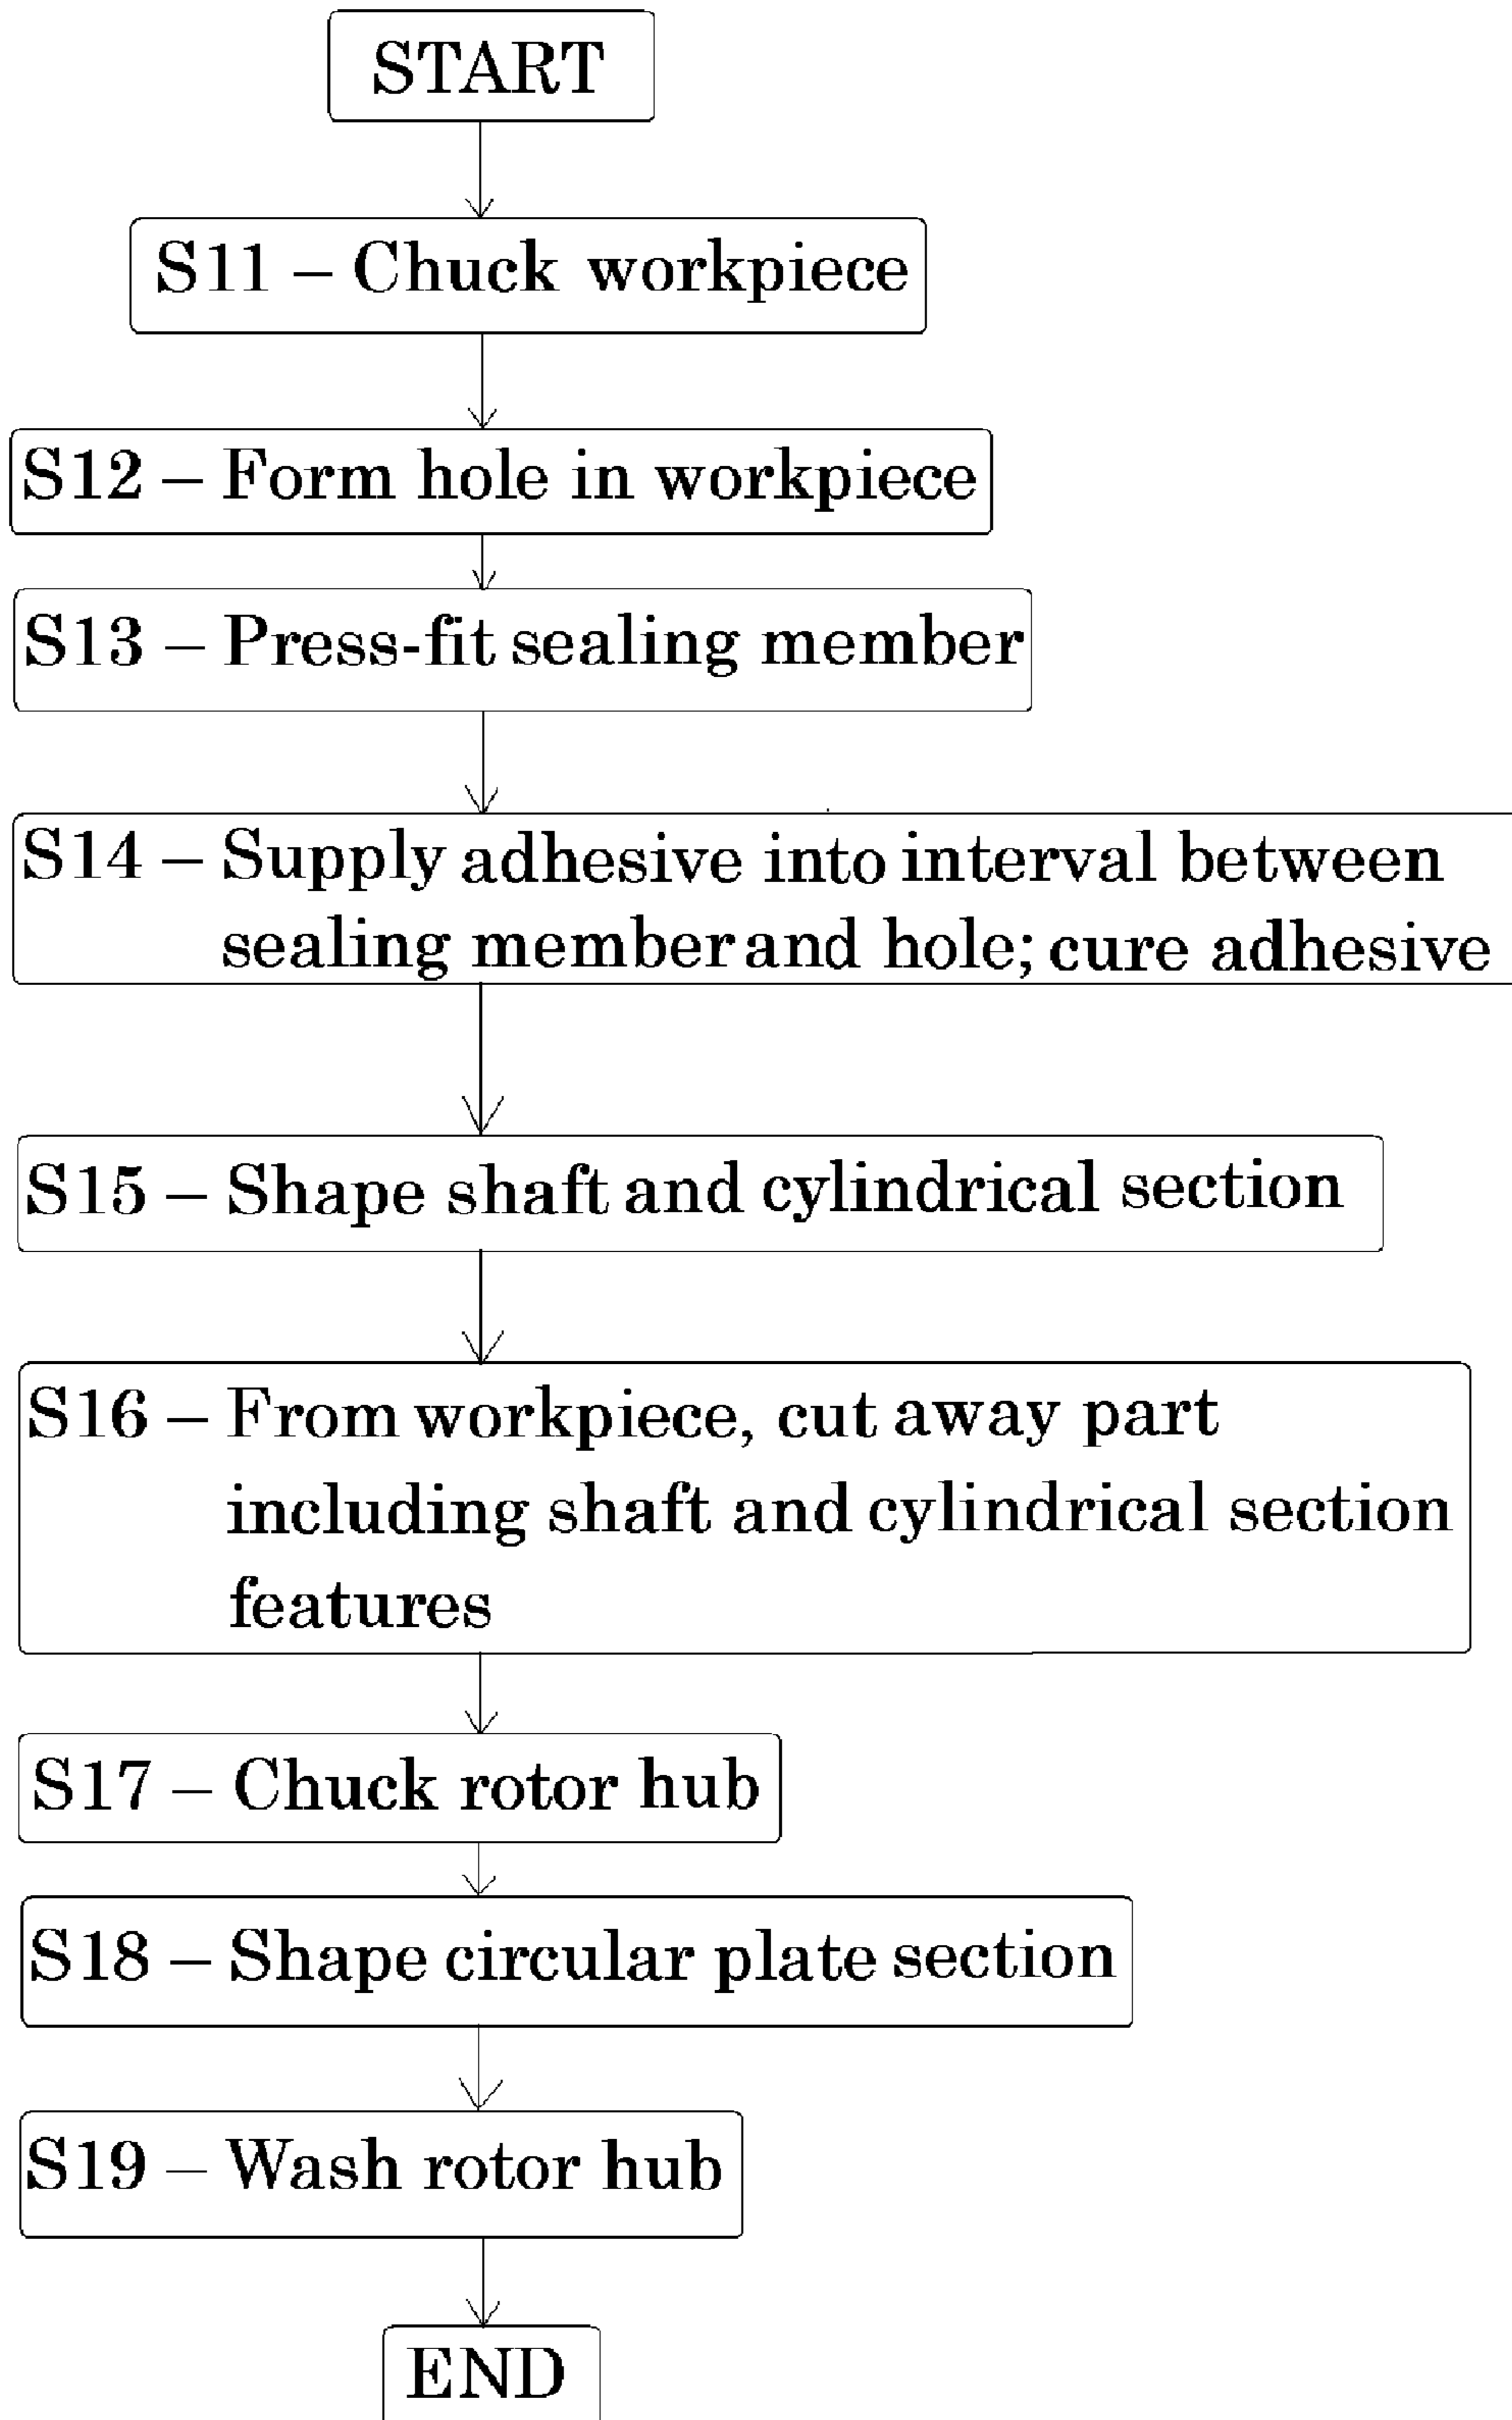 START
S11 – Chuck workpiece
S12 – Form hole in workpiece
S13 – Press-fit sealing member
S14 – Supply adhesive into interval between
sealing member and hole; cure adhesive
S15 – Shape shaft and cylindrical section
S16 – From workpiece, cut away part
including shaft and cylindrical section
features
S17 – Chuck rotor hub
S18 – Shape circular plate section
S19 – Wash rotor hub
END